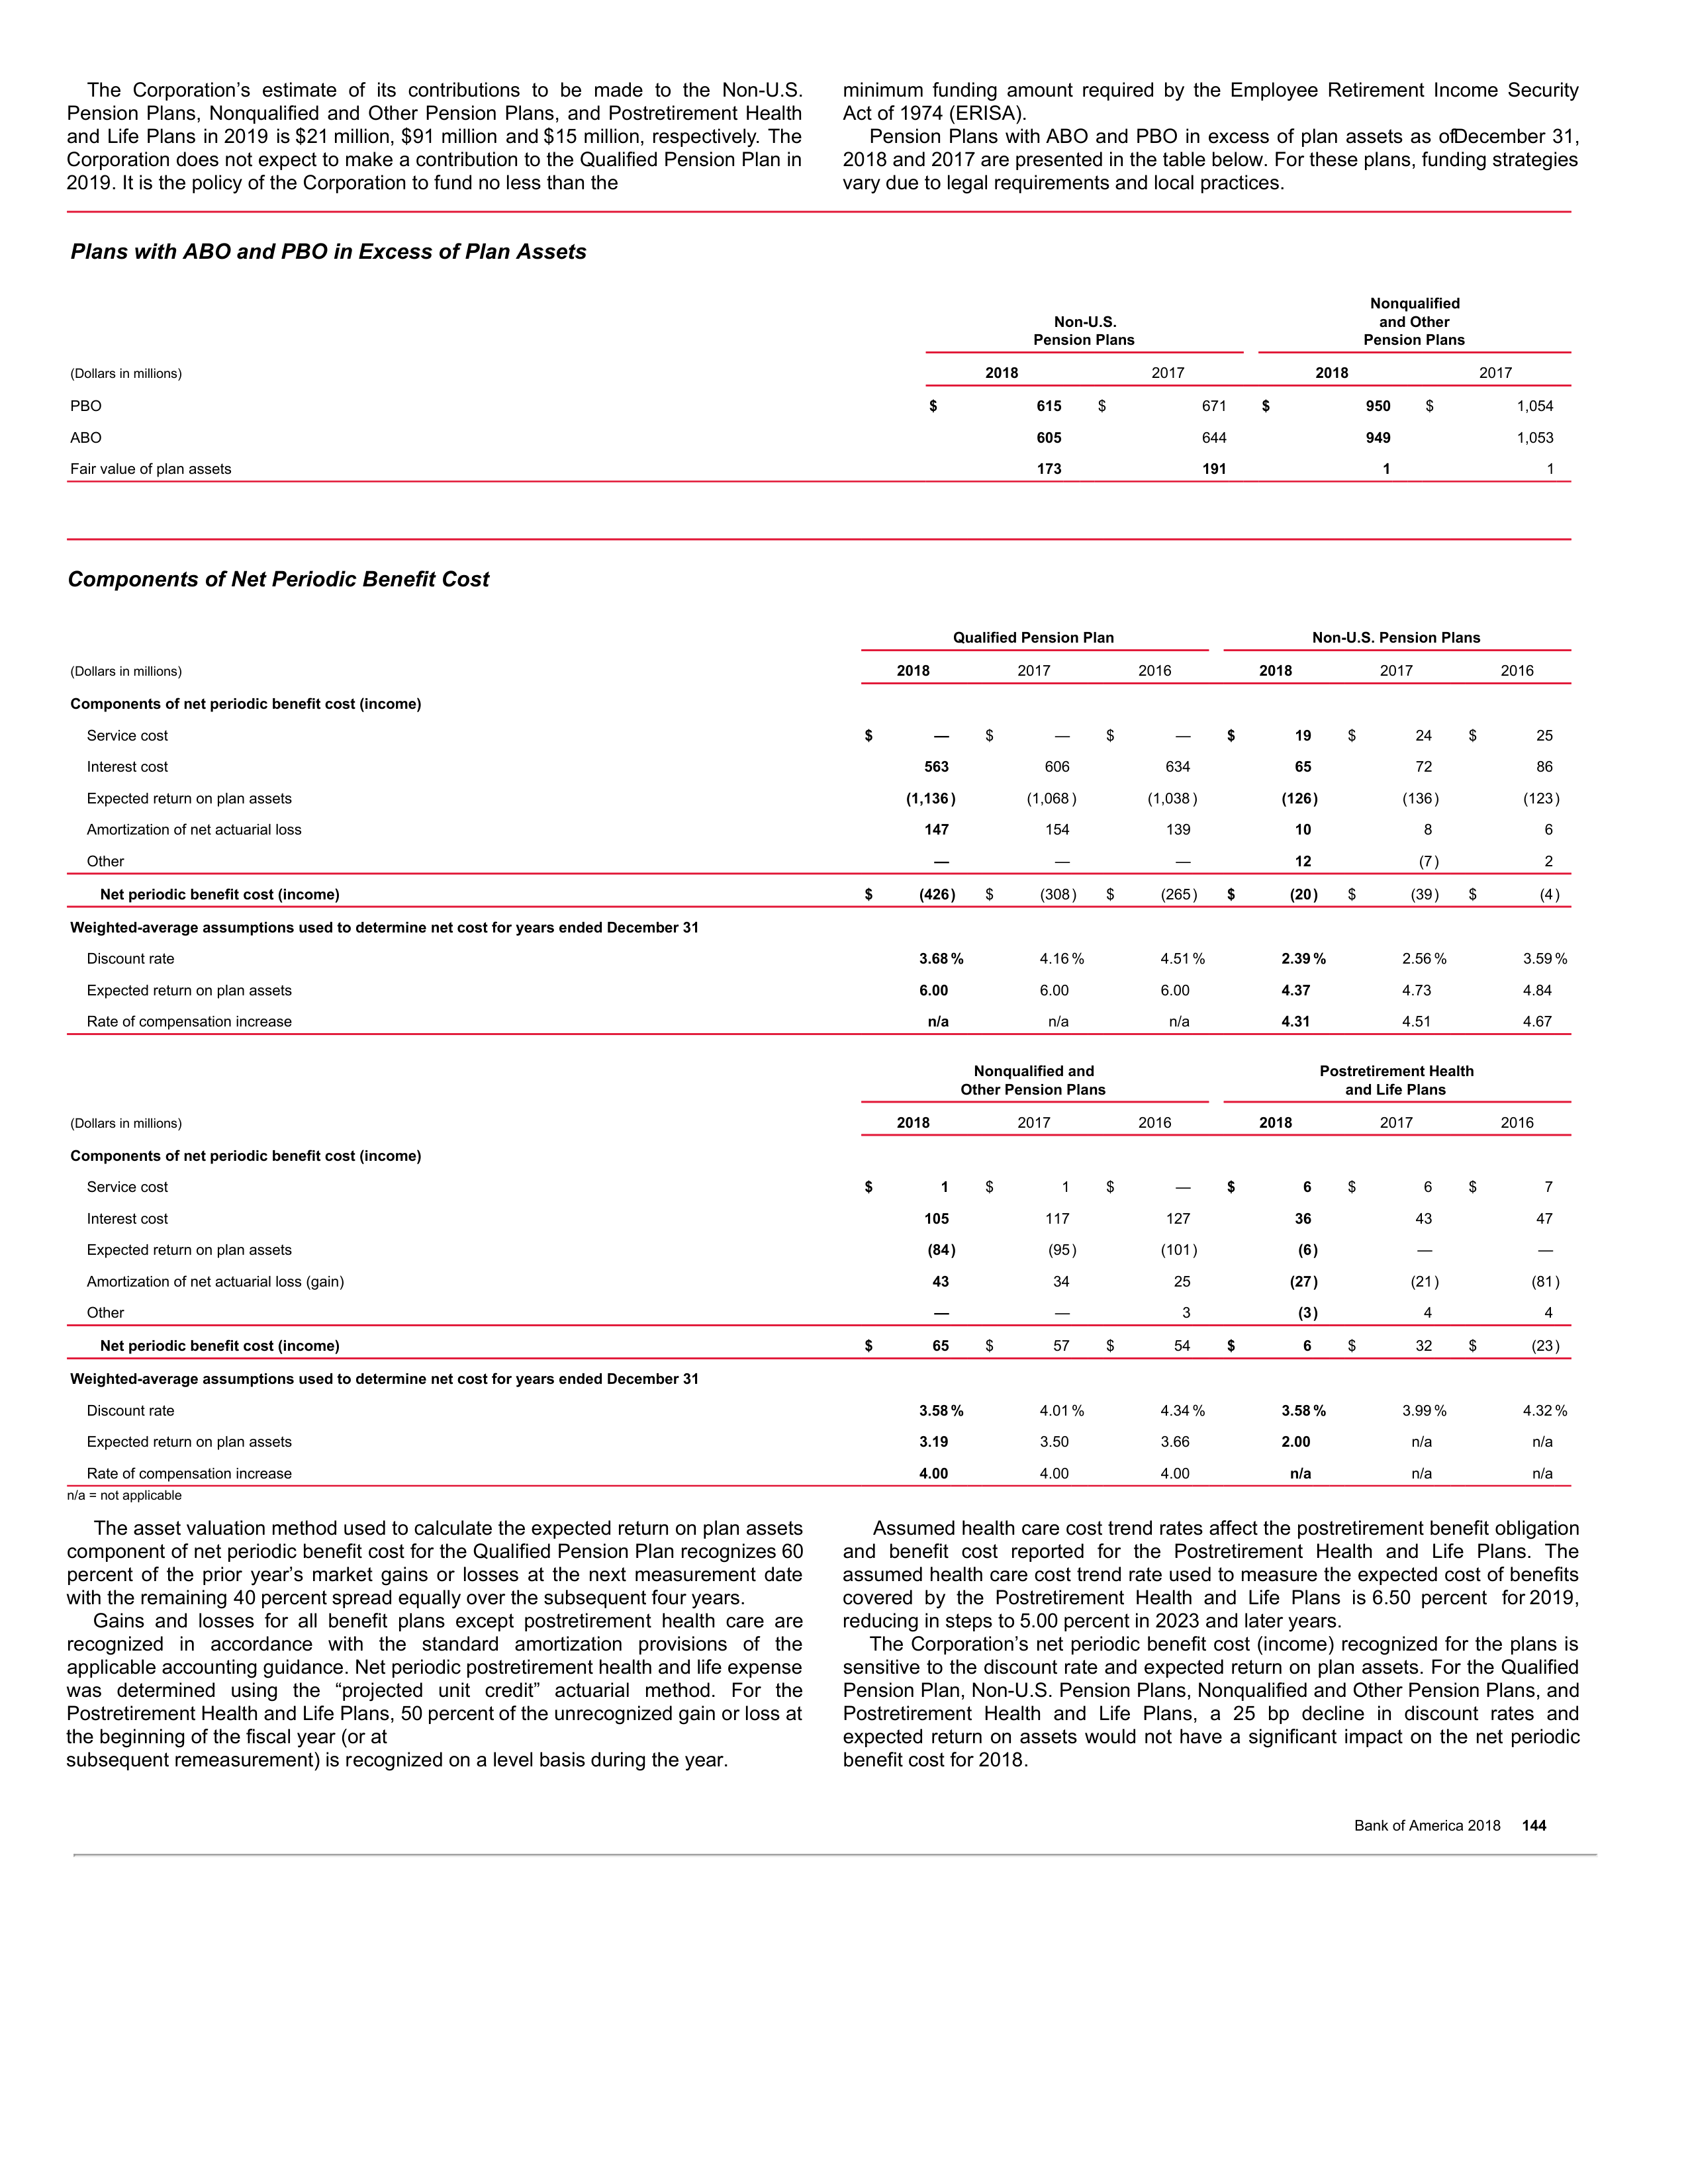 The Corporation’s estimate of its contributions to be made to the Non-U.S.
Pension Plans, Nonqualified and Other Pension Plans, and Postretirement Health
and Life Plans in 2019 is $21 million, $91 million and $15 million, respectively. The
Corporation does not expect to make a contribution to the Qualified Pension Plan in
2019. It is the policy of the Corporation to fund no less than the
minimum funding amount required by the Employee Retirement Income Security
Act of 1974 (ERISA).
Pension Plans with ABO and PBO in excess of plan assets as ofDecember 31,
2018 and 2017 are presented in the table below. For these plans, funding strategies
vary due to legal requirements and local practices.
Plans with ABO and PBO in Excess of Plan Assets
Non-U.S.
Pension Plans
Nonqualified
and Other
Pension Plans
(Dollars in millions) 2018 2017 2018 2017
PBO $ 615 $ 671 $ 950 $ 1,054
ABO 605 644 949 1,053
Fair value of plan assets 173 191 1 1
Components of Net Periodic Benefit Cost
Qualified Pension Plan Non-U.S. Pension Plans
(Dollars in millions) 2018 2017 2016 2018 2017 2016
Components of net periodic benefit cost (income)
Service cost $ — $ — $ — $ 19 $ 24 $ 25
Interest cost 563 606 634 65 72 86
Expected return on plan assets (1,136) (1,068) (1,038) (126) (136) (123)
Amortization of net actuarial loss 147 154 139 10 8 6
Other — — — 12 (7) 2
Net periodic benefit cost (income) $ (426) $ (308) $ (265) $ (20) $ (39) $ (4)
Weighted-average assumptions used to determine net cost for years ended December 31
Discount rate 3.68% 4.16% 4.51% 2.39% 2.56% 3.59%
Expected return on plan assets 6.00 6.00 6.00 4.37 4.73 4.84
Rate of compensation increase n/a n/a n/a 4.31 4.51 4.67
Nonqualified and
Other Pension Plans
Postretirement Health
and Life Plans
(Dollars in millions) 2018 2017 2016 2018 2017 2016
Components of net periodic benefit cost (income)
Service cost $ 1 $ 1 $ — $ 6 $ 6 $ 7
Interest cost 105 117 127 36 43 47
Expected return on plan assets (84) (95) (101) (6) — —
Amortization of net actuarial loss (gain) 43 34 25 (27) (21) (81)
Other — — 3 (3) 4 4
Net periodic benefit cost (income) $ 65 $ 57 $ 54 $ 6 $ 32 $ (23)
Weighted-average assumptions used to determine net cost for years ended December 31
Discount rate 3.58% 4.01% 4.34% 3.58% 3.99% 4.32%
Expected return on plan assets 3.19 3.50 3.66 2.00 n/a n/a
Rate of compensation increase 4.00 4.00 4.00 n/a n/a n/a
n/a = not applicable
The asset valuation method used to calculate the expected return on plan assets
component of net periodic benefit cost for the Qualified Pension Plan recognizes 60
percent of the prior year’s market gains or losses at the next measurement date
with the remaining 40 percent spread equally over the subsequent four years.
Gains and losses for all benefit plans except postretirement health care are
recognized in accordance with the standard amortization provisions of the
applicable accounting guidance. Net periodic postretirement health and life expense
was determined using the “projected unit credit” actuarial method. For the
Postretirement Health and Life Plans, 50 percent of the unrecognized gain or loss at
the beginning of the fiscal year (or at
subsequent remeasurement) is recognized on a level basis during the year.
Assumed health care cost trend rates affect the postretirement benefit obligation
and benefit cost reported for the Postretirement Health and Life Plans. The
assumed health care cost trend rate used to measure the expected cost of benefits
covered by the Postretirement Health and Life Plans is 6.50 percent for 2019,
reducing in steps to 5.00 percent in 2023 and later years.
The Corporation’s net periodic benefit cost (income) recognized for the plans is
sensitive to the discount rate and expected return on plan assets. For the Qualified
Pension Plan, Non-U.S. Pension Plans, Nonqualified and Other Pension Plans, and
Postretirement Health and Life Plans, a 25 bp decline in discount rates and
expected return on assets would not have a significant impact on the net periodic
benefit cost for 2018.
Bank of America 2018 144